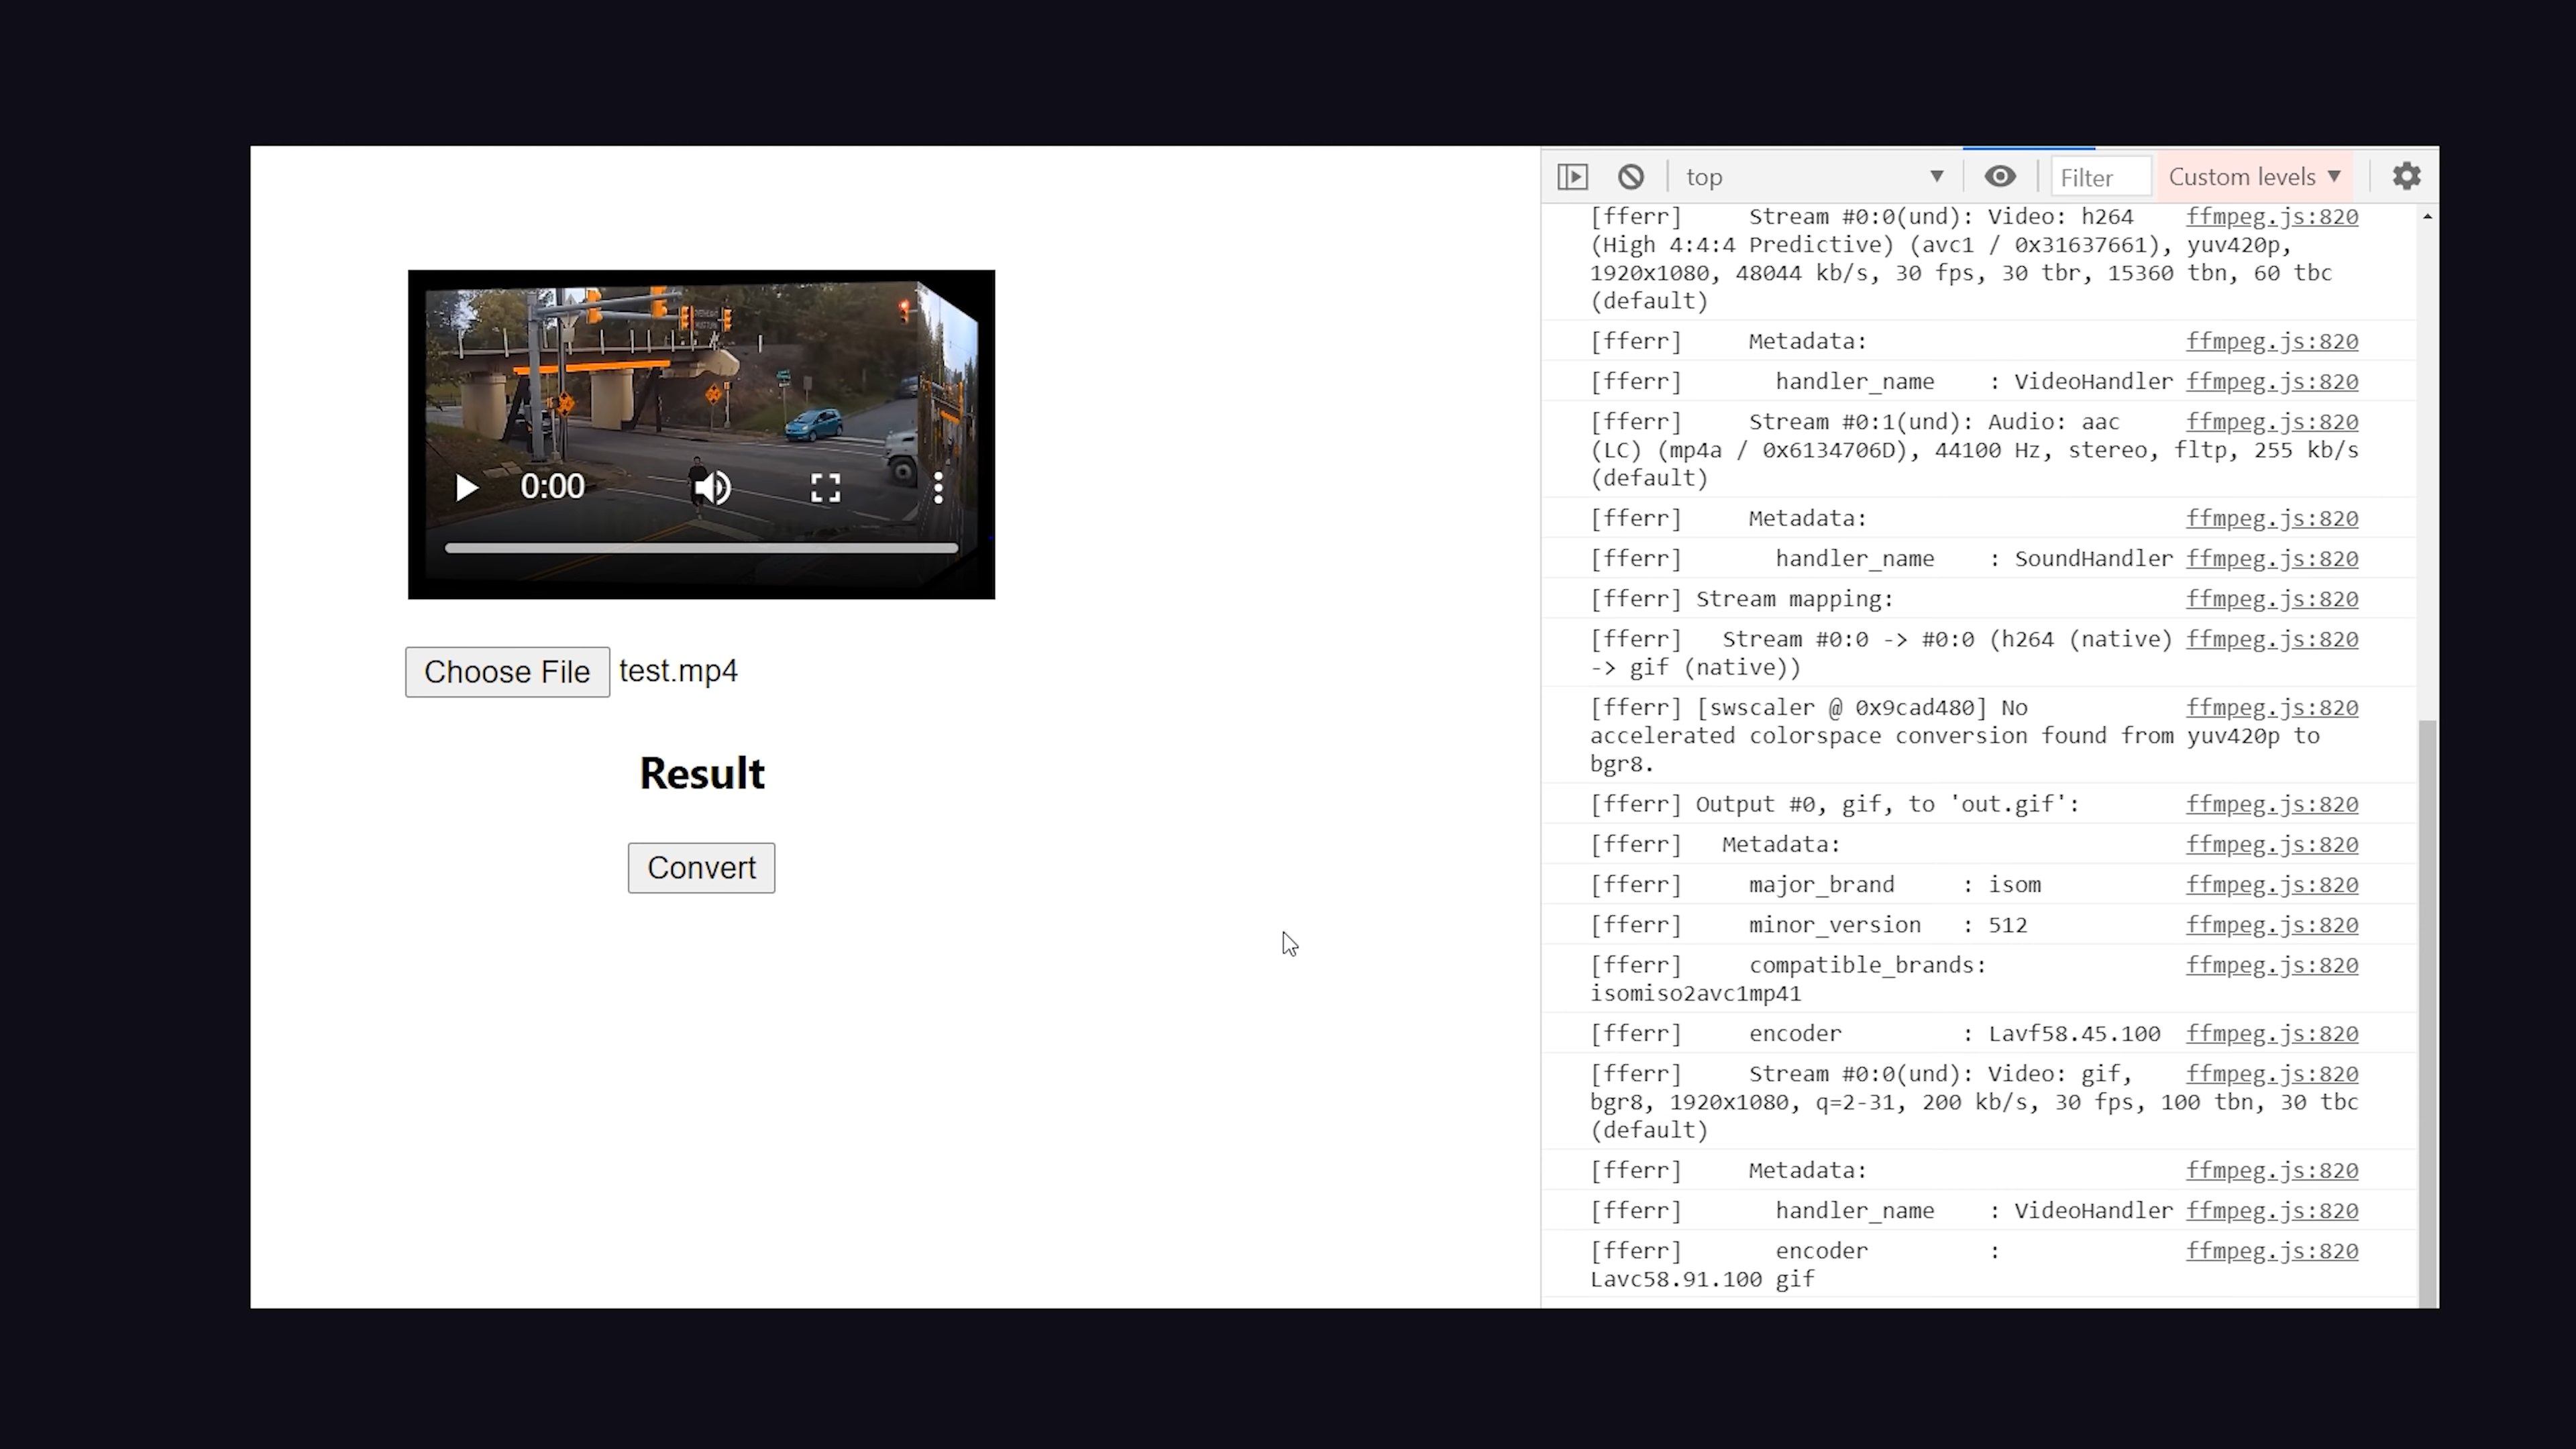 0:00
Choose File test.mp4
Result
Convert
top
Filter
Custom levels
[fferr]     Stream #0:0(und): Video: h264 ffmpeg.js:820
(High 4:4:4 Predictive) (avc1 / 0x31637661), yuv420p,
1920x1080, 48044 kb/s, 30 fps, 30 tbr, 15360 tbn, 60 tbc
(default)
[fferr]     Metadata: ffmpeg.js:820
[fferr]       handler_name    : VideoHandler ffmpeg.js:820
[fferr]     Stream #0:1(und): Audio: aac ffmpeg.js:820
(LC) (mp4a / 0x6134706D), 44100 Hz, stereo, fltp, 255 kb/s
(default)
[fferr]     Metadata: ffmpeg.js:820
[fferr]       handler_name    : SoundHandler ffmpeg.js:820
[fferr] Stream mapping: ffmpeg.js:820
[fferr]   Stream #0:0 -> #0:0 (h264 (native) ffmpeg.js:820
-> gif (native))
[fferr] [swscaler @ 0x9cad480] No ffmpeg.js:820
accelerated colorspace conversion found from yuv420p to
bgr8.
[fferr] Output #0, gif, to 'out.gif': ffmpeg.js:820
[fferr]   Metadata: ffmpeg.js:820
[fferr]     major_brand     : isom ffmpeg.js:820
[fferr]     minor_version   : 512 ffmpeg.js:820
[fferr]     compatible_brands: ffmpeg.js:820
isomiso2avc1mp41
[fferr]     encoder         : Lavf58.45.100 ffmpeg.js:820
[fferr]     Stream #0:0(und): Video: gif, ffmpeg.js:820
bgr8, 1920x1080, q=2-31, 200 kb/s, 30 fps, 100 tbn, 30 tbc
(default)
[fferr]     Metadata: ffmpeg.js:820
[fferr]       handler_name    : VideoHandler ffmpeg.js:820
[fferr]       encoder         : ffmpeg.js:820
Lavc58.91.100 gif